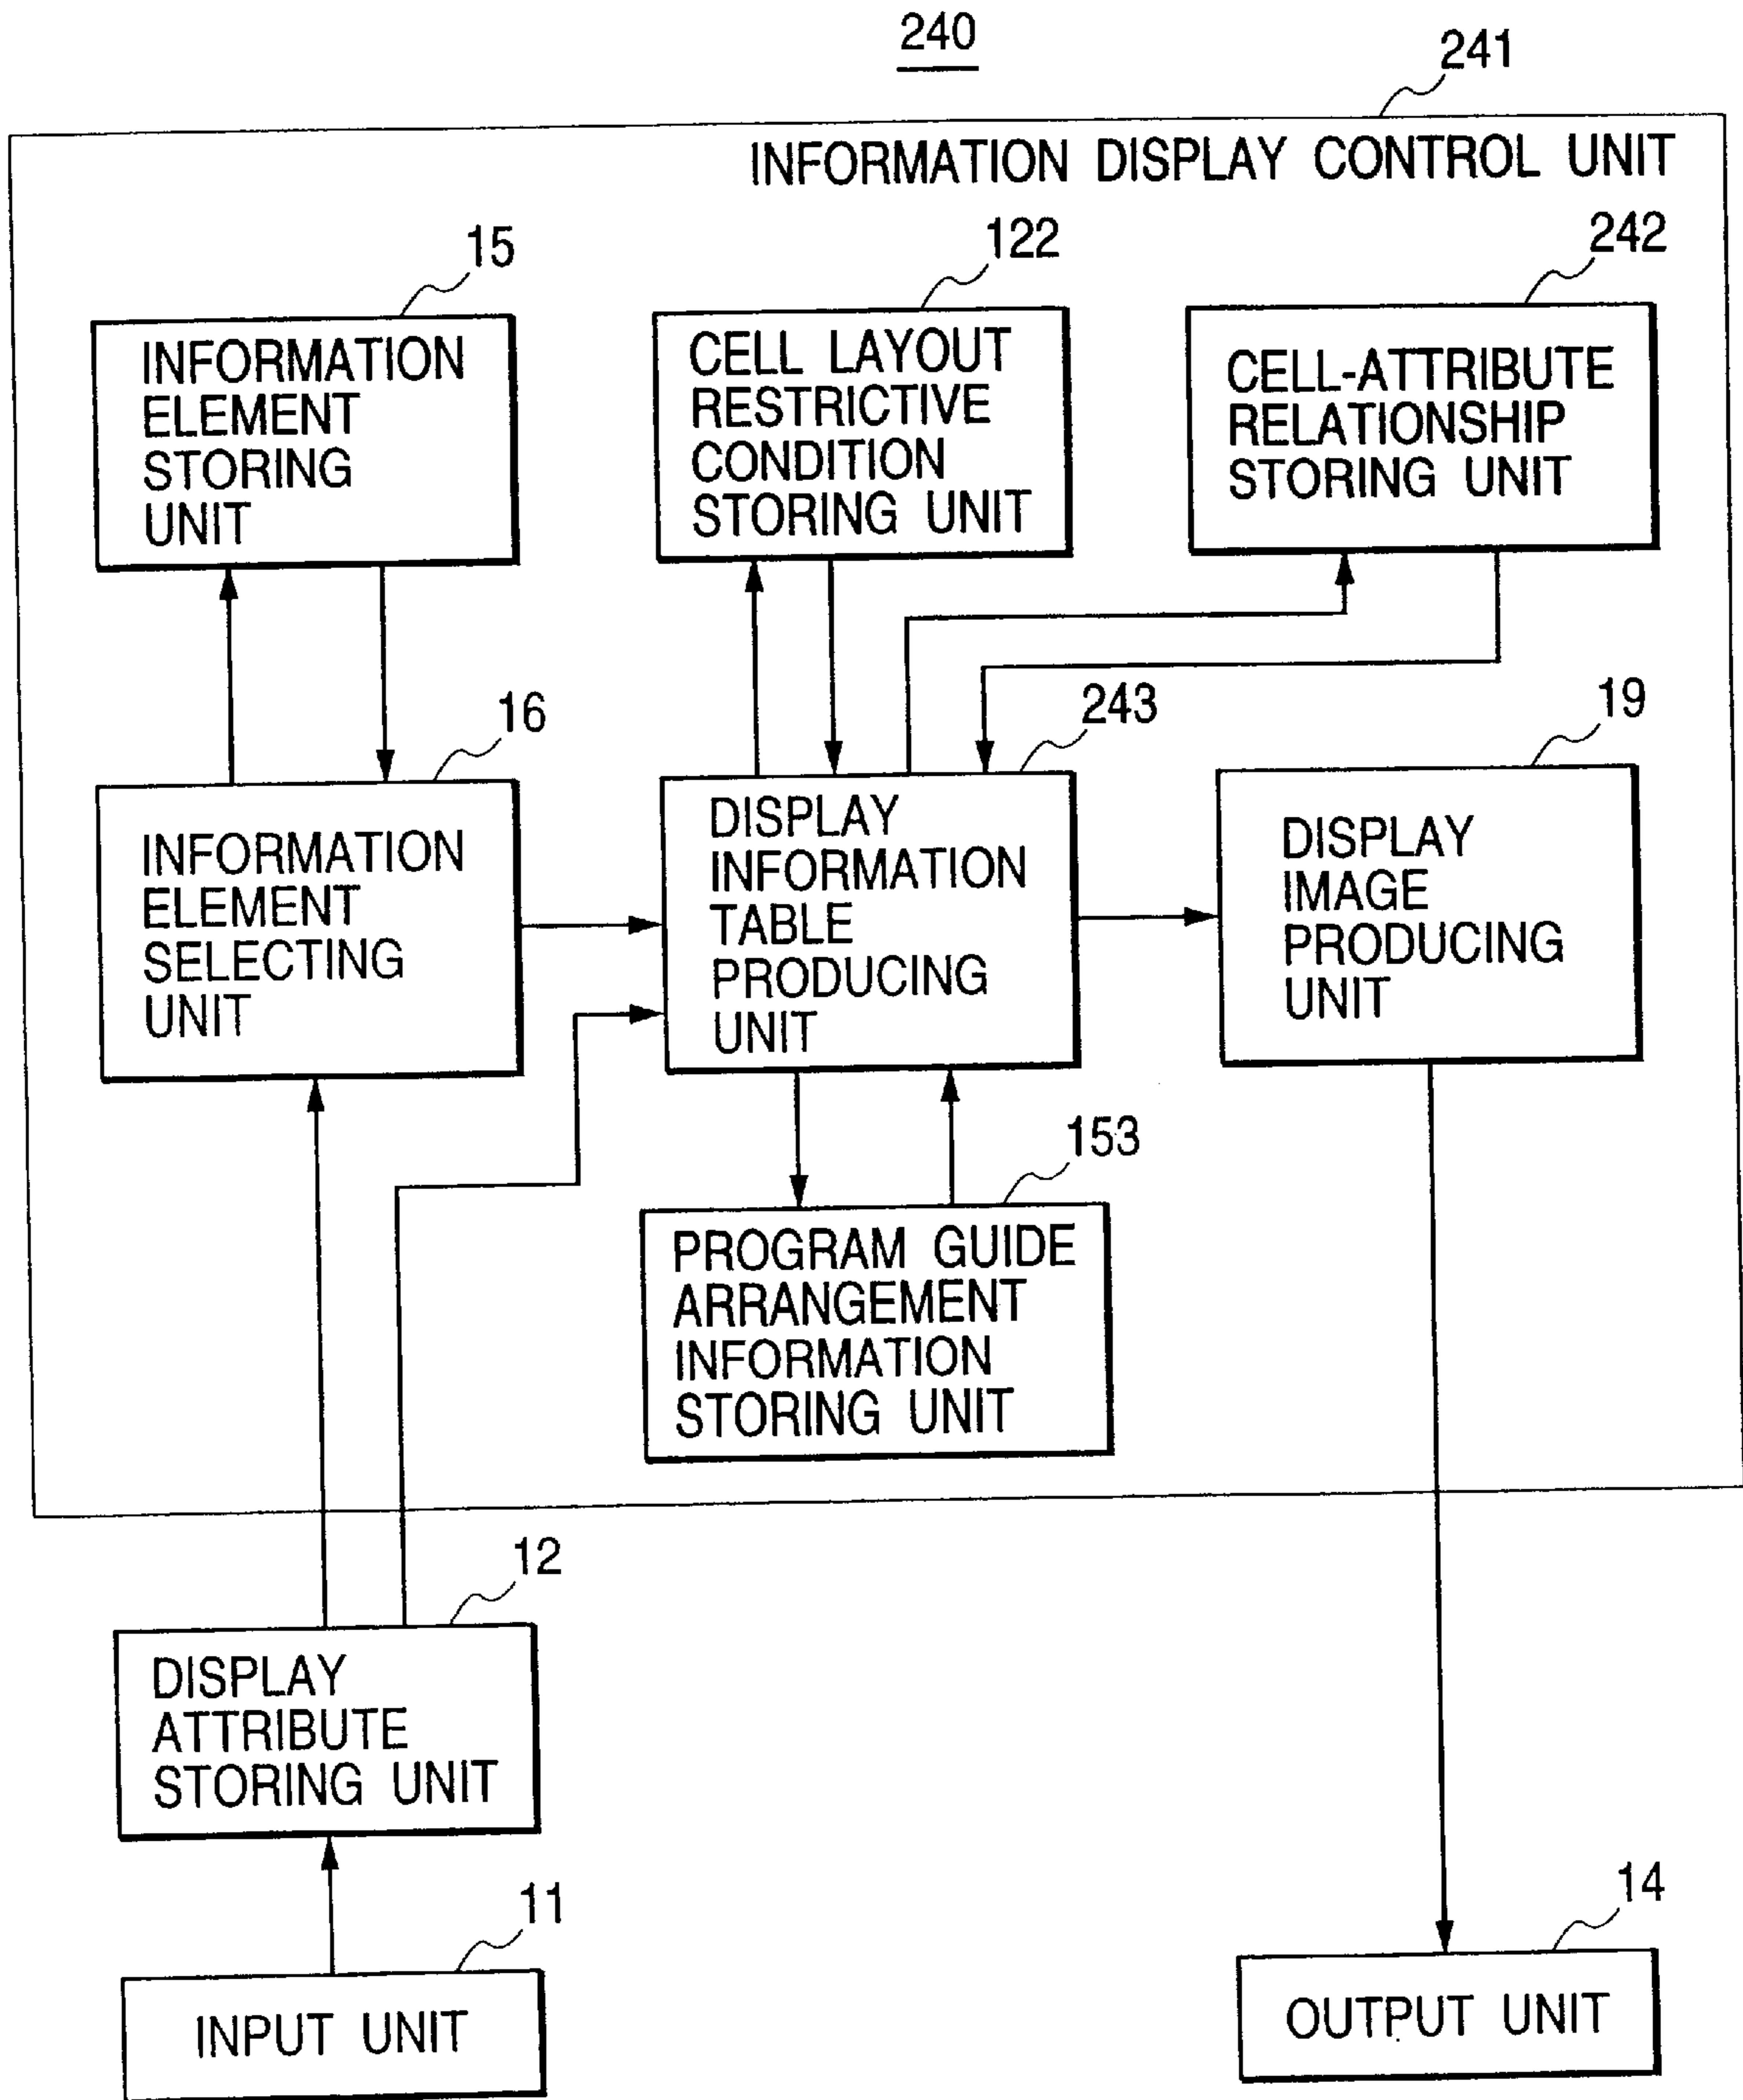 240
241
INFORMATION DISPLAY CONTROL UNIT
15
122
242
INFORMATION
ELEMENT
STORING
UNIT
CELL LAYOUT
RESTRICTIVE
CONDITION
STORING UNIT
CELL-ATTRIBUTE
RELATIONSHIP
STORING UNIT
16
243
19
INFORMATION
ELEMENT
SELECTING
UNIT
DISPLAY
INFORMATION
TABLE
PRODUCING
UNIT
DISPLAY
IMAGE
PRODUCING
UNIT
153
PROGRAM GUIDE
ARRANGEMENT
INFORMATION
STORING UNIT
12
DISPLAY
ATTRIBUTE
STORING UNIT
11
INPUT UNIT
14
OUTPUT UNIT